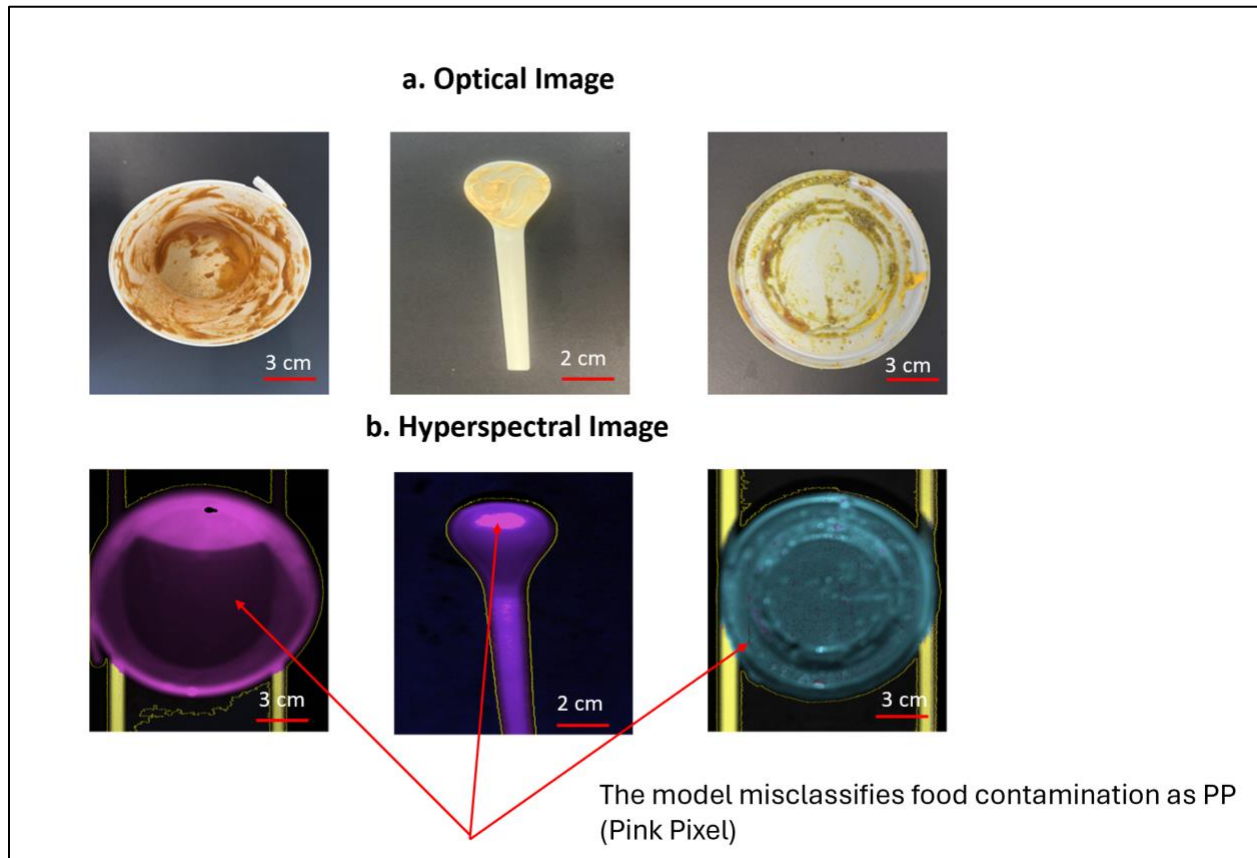 a. Optical Image
3 cm
2 cm
3 cm
b. Hyperspectral Image
3 cm
2 cm
3 cm
The model misclassifies food contamination as PP
(Pink Pixel)